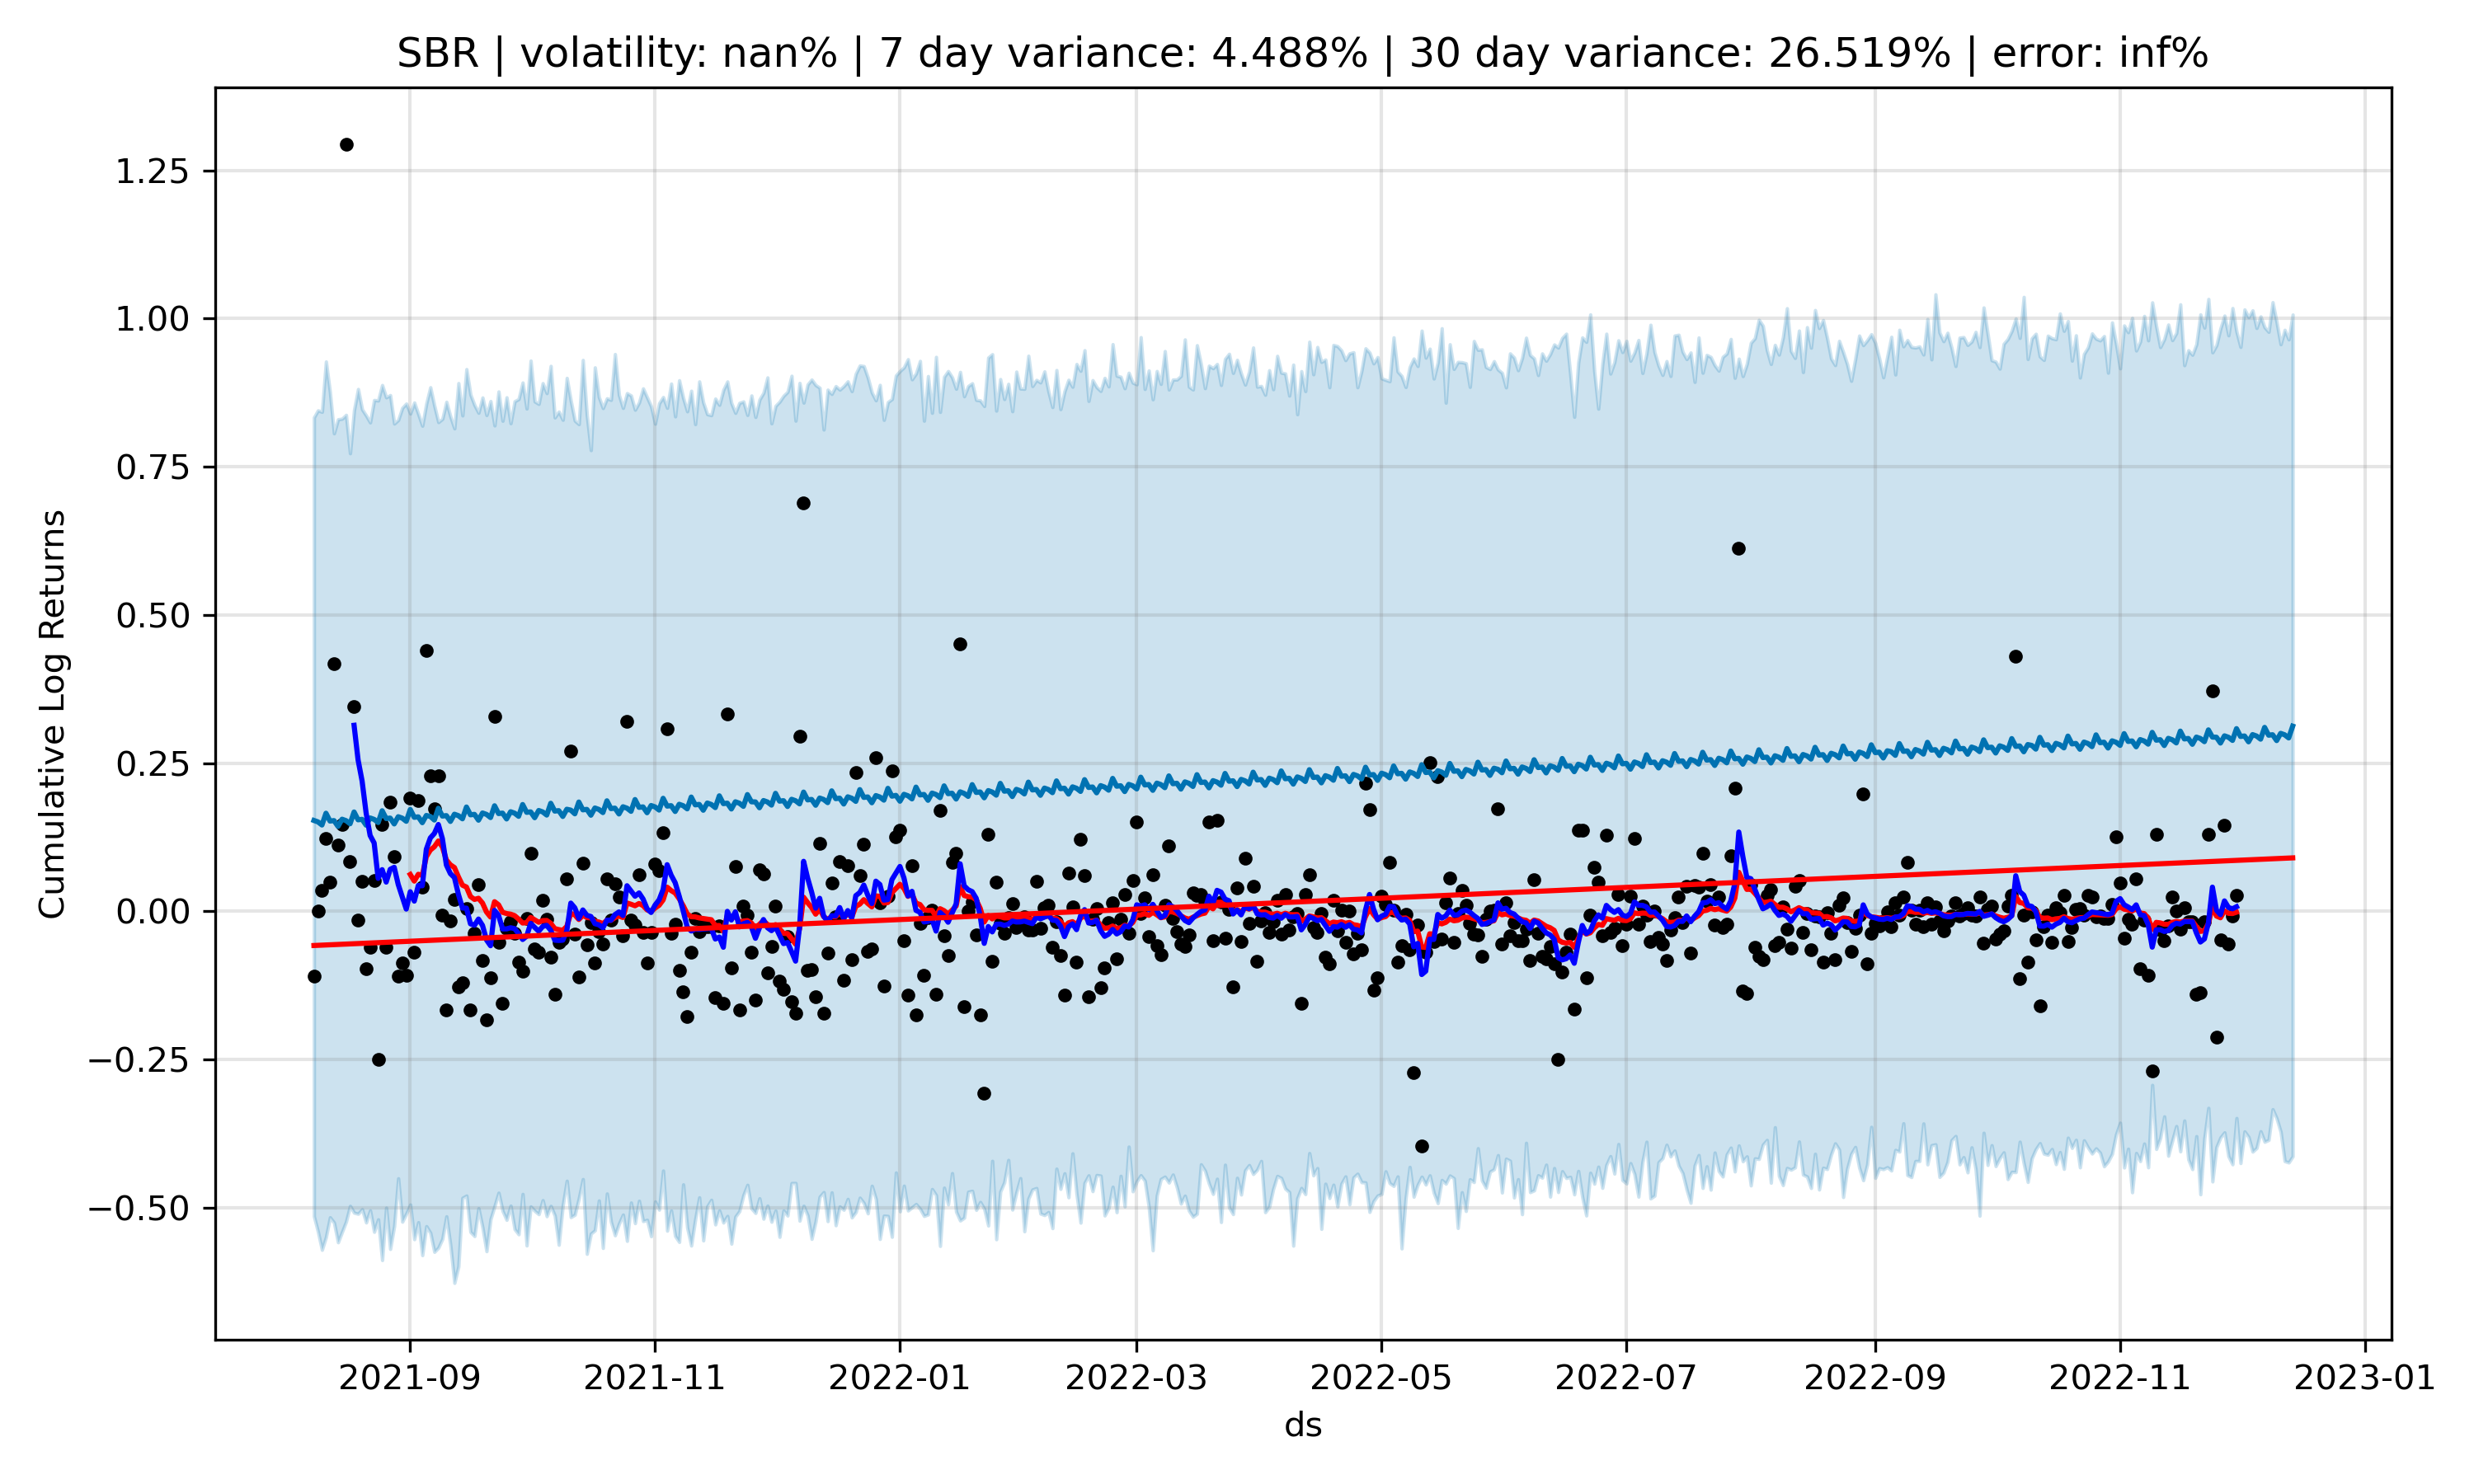 SBR | volatility: nan% | 7 day variance: 4.488% | 30 day variance: 26.519% | error: inf%
1.25
1.00
0.75
0.50
0.25
0.00
−0.25
−0.50
Cumulative Log Returns
2021-09 2021-11 2022-01 2022-03 2022-05 2022-07 2022-09 2022-11 2023-01
ds